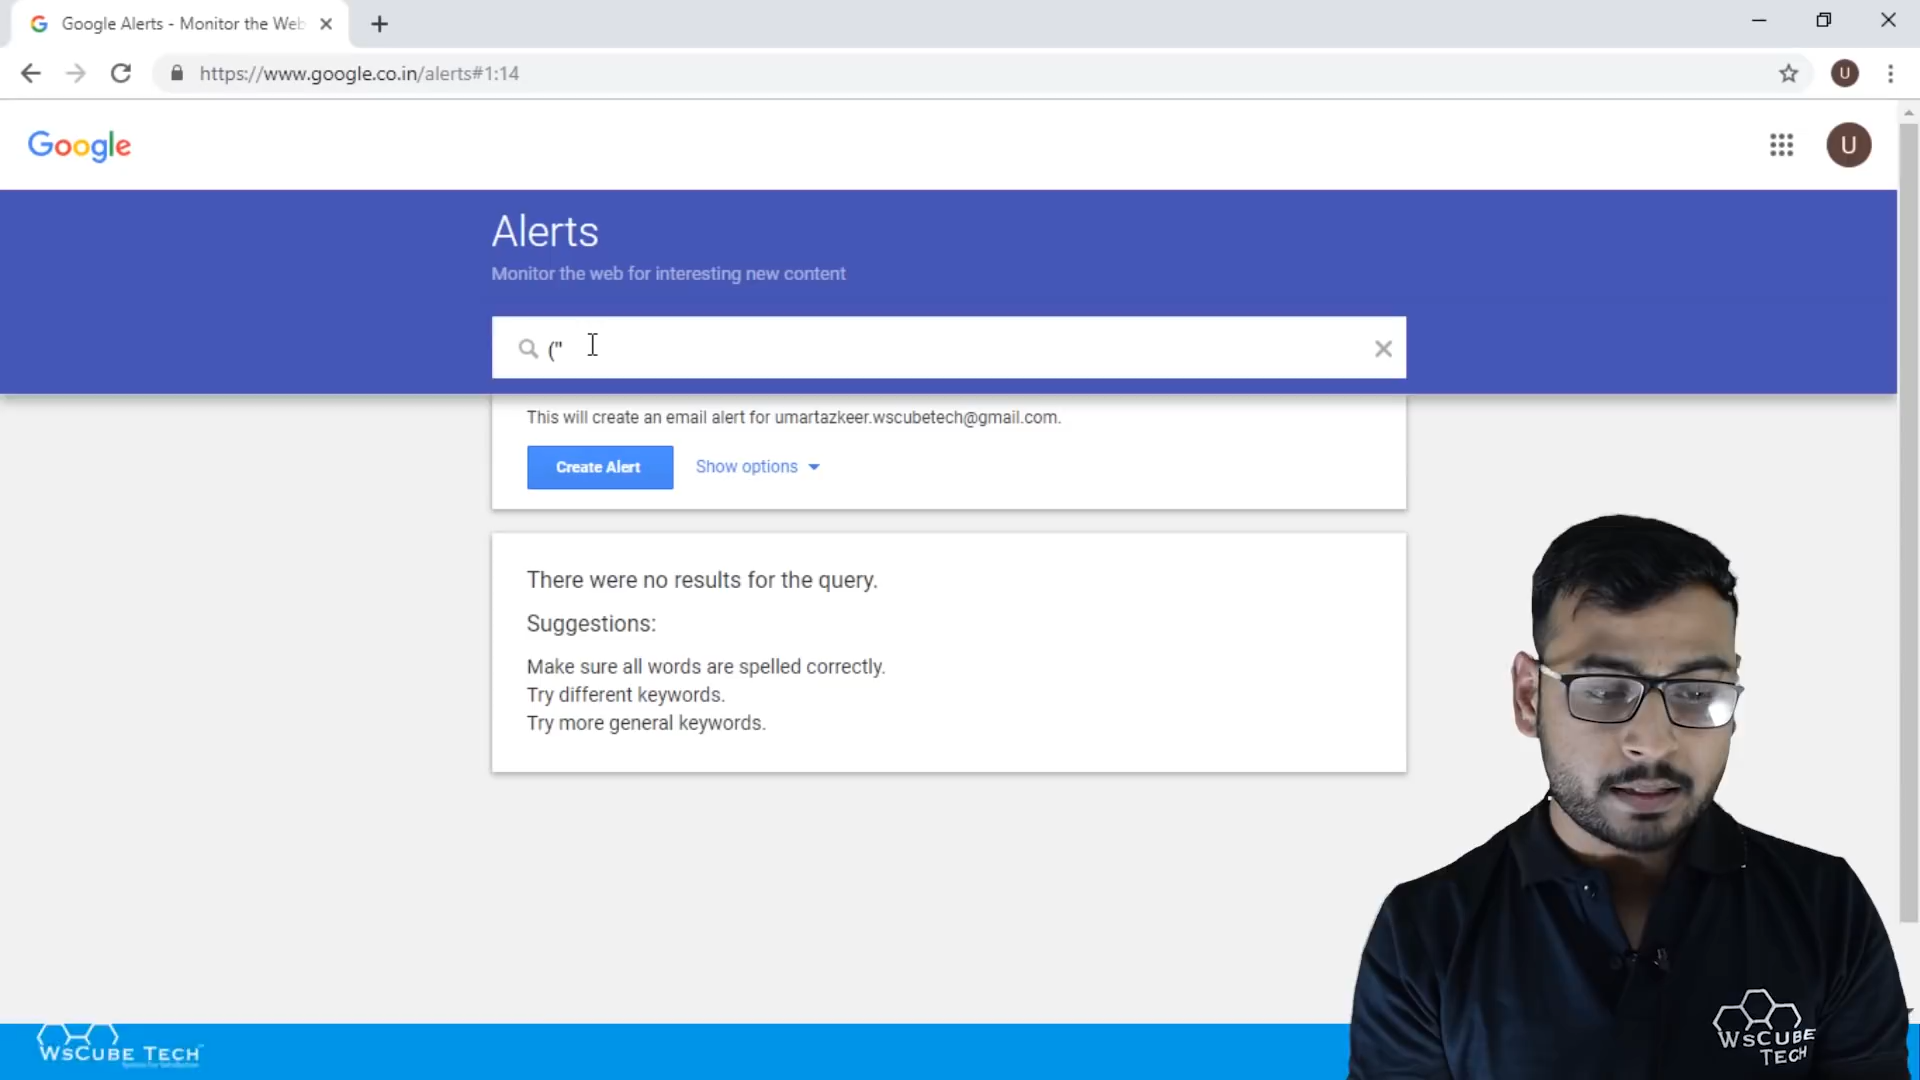 Google Alerts - Monitor the Web
https://www.google.co.in/alerts#1:14
U
Google
U
Alerts
Monitor the web for interesting new content
("
This will create an email alert for umartazkeer.wscubetech@gmail.com.
Create Alert
Show options
There were no results for the query.
Suggestions:
Make sure all words are spelled correctly.
Try different keywords.
Try more general keywords.
WsCube Tech
WsCube
Tech